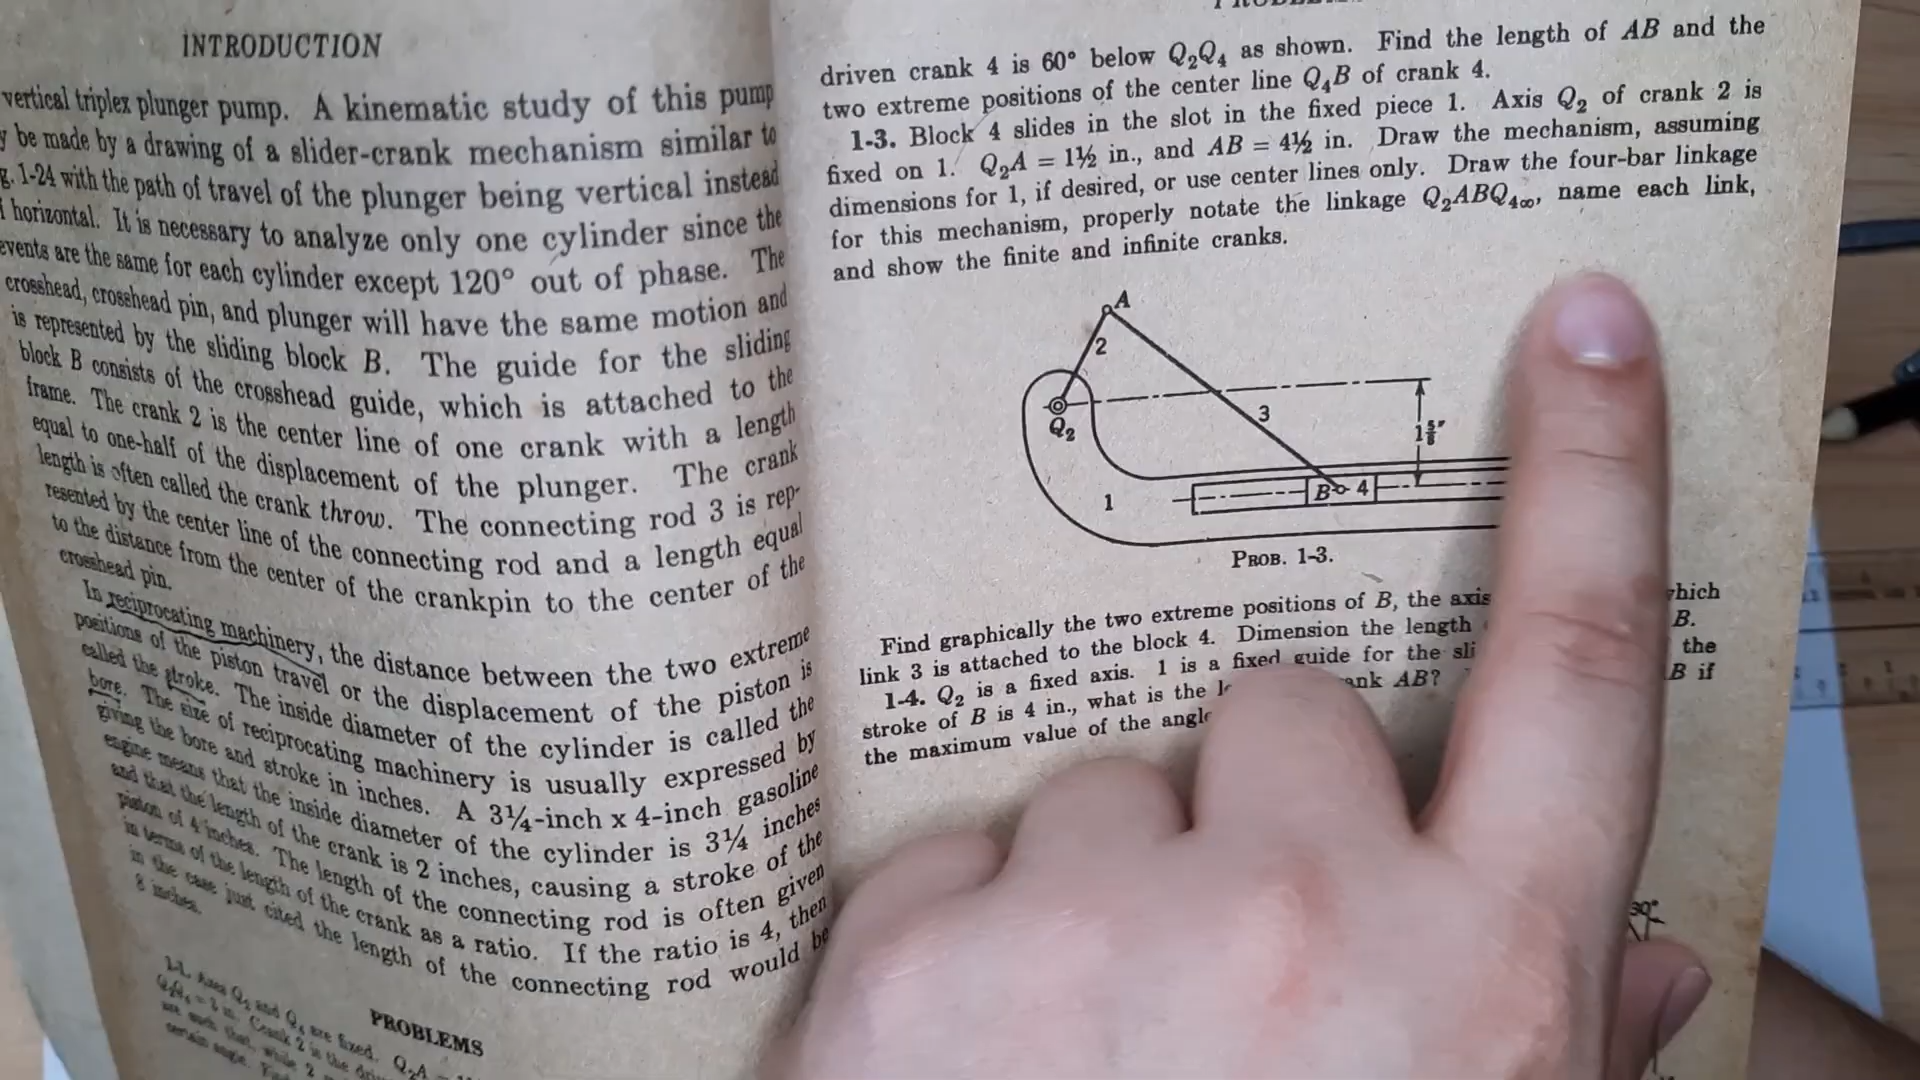 INTRODUCTION
vertical triplex plunger pump. A kinematic study of this pump
be made by a drawing of a slider-crank mechanism similar to
1-24 with the path of travel of the plunger being vertical instead
horizontal. It is necessary to analyze only one cylinder since the
events are the same for each cylinder except 120° out of phase. The
crosshead, crosshead pin, and plunger will have the same motion and
is represented by the sliding block B. The guide for the sliding
block B consists of the crosshead guide, which is attached to the
frame. The crank 2 is the center line of one crank with a length
equal to one-half of the displacement of the plunger. The crank
length is often called the crank throw. The connecting rod 3 is rep-
resented by the center line of the connecting rod and a length equal
to the distance from the center of the crankpin to the center of the
crosshead pin.
In reciprocating machinery, the distance between the two extreme
positions of the piston travel or the displacement of the piston is
called the stroke. The inside diameter of the cylinder is called the
bore. The size of reciprocating machinery is usually expressed by
giving the bore and stroke in inches. A 3¼-inch x 4-inch gasoline
engine means that the inside diameter of the cylinder is 3¼ inches
and that the length of the crank is 2 inches, causing a stroke of the
piston of 4 inches. The length of the connecting rod is often given
in terms of the length of the crank as a ratio. If the ratio is 4, then
in the case just cited the length of the connecting rod would be
8 inches.
PROBLEMS
1-1. Axes Q₂ and Q₄ are fixed. Q₂A
driven crank 4 is 60° below Q₂Q₄ as shown. Find the length of AB and the
two extreme positions of the center line Q₄B of crank 4.
1-3. Block 4 slides in the slot in the fixed piece 1. Axis Q₂ of crank 2 is
fixed on 1. Q₂A = 1½ in., and AB = 4½ in. Draw the mechanism, assuming
dimensions for 1, if desired, or use center lines only. Draw the four-bar linkage
for this mechanism, properly notate the linkage Q₂ABQ₄∞, name each link,
and show the finite and infinite cranks.
A
2
3
Q₂
1⅝"
1
B 4
PROB. 1-3.
Find graphically the two extreme positions of B, the axis which
link 3 is attached to the block 4. Dimension the length B.
1-4. Q₂ is a fixed axis. 1 is a fixed guide for the the
stroke of B is 4 in., what is the AB? B if
the maximum value of the
30°